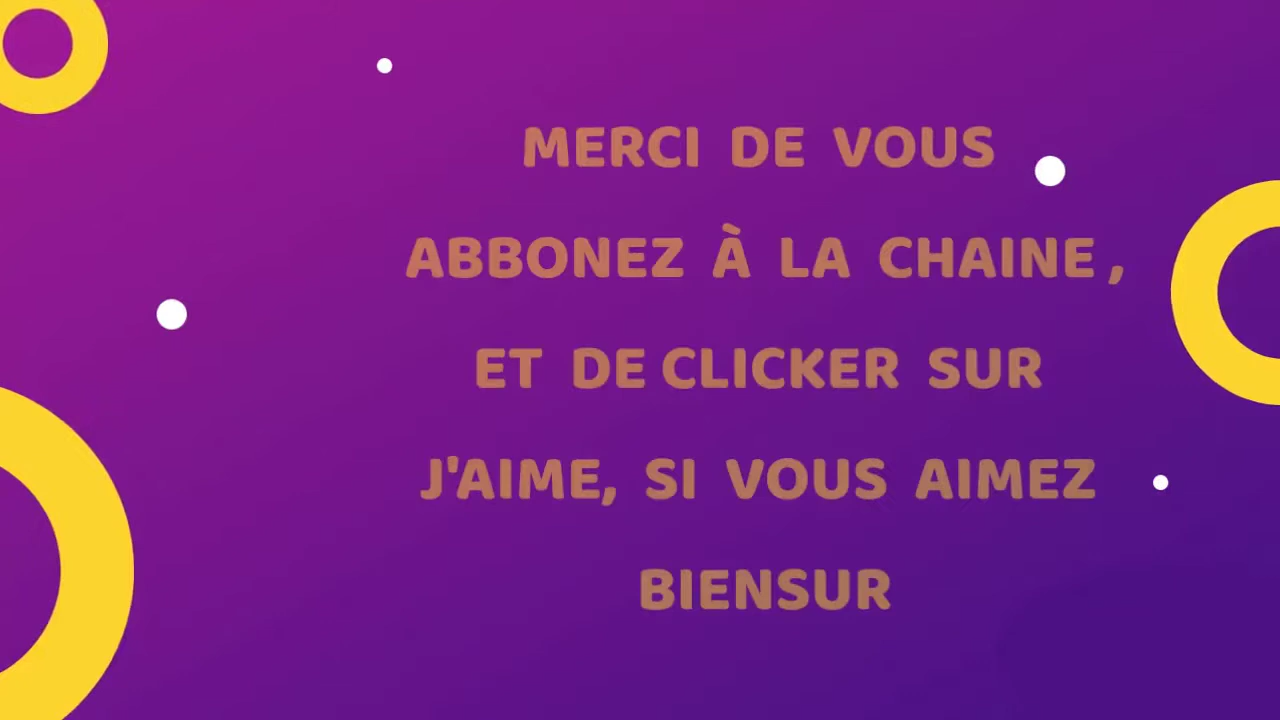 MERCI DE VOUS
ABBONEZ À LA CHAINE,
ET DE CLICKER SUR
J'AIME, SI VOUS AIMEZ
BIENSUR